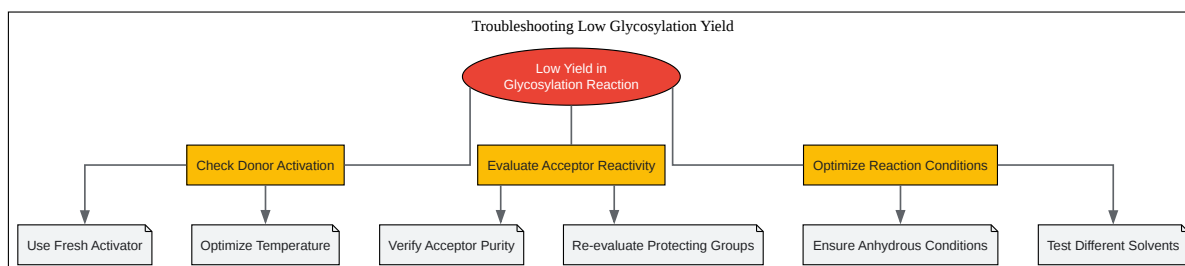 Troubleshooting Low Glycosylation Yield
Low Yield in
Glycosylation Reaction
Check Donor Activation
Evaluate Acceptor Reactivity
Optimize Reaction Conditions
Use Fresh Activator
Optimize Temperature
Verify Acceptor Purity
Re-evaluate Protecting Groups
Ensure Anhydrous Conditions
Test Different Solvents